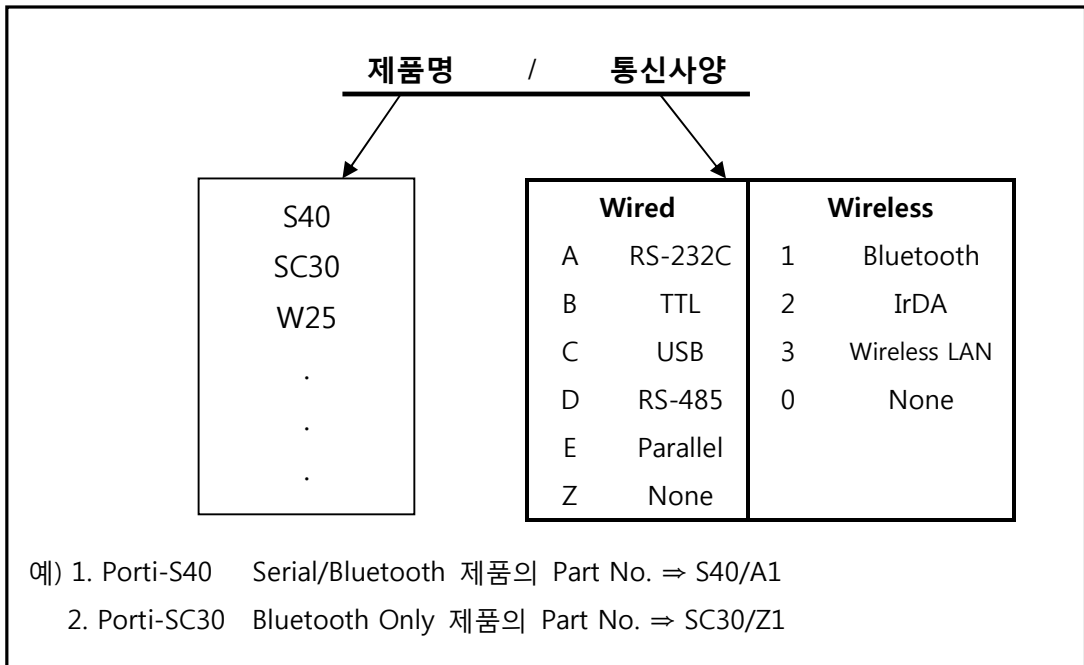 제품명 / 통신사양
S40
SC30
W25
.
.
.
Wired Wireless
A RS-232C 1 Bluetooth
B TTL 2 IrDA
C USB 3 Wireless LAN
D RS-485 0 None
E Parallel
Z None
예) 1. Porti-S40 Serial/Bluetooth 제품의 Part No. ⇒ S40/A1
2. Porti-SC30 Bluetooth Only 제품의 Part No. ⇒ SC30/Z1